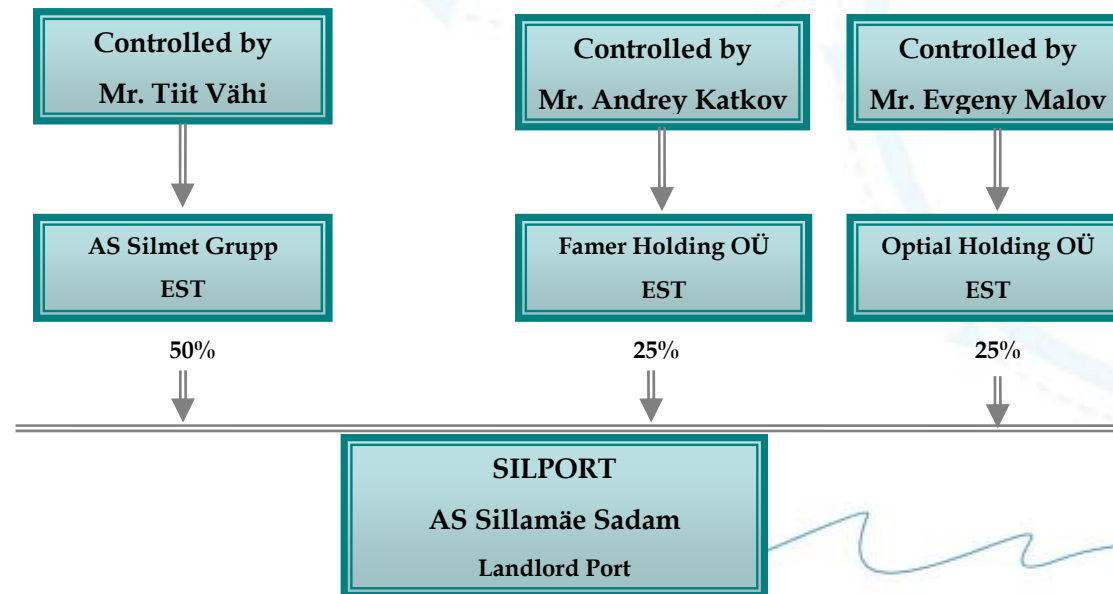 Controlled by
Mr. Tiit Vähi
Controlled by
Mr. Andrey Katkov
Controlled by
Mr. Evgeny Malov
AS Silmet Grupp
EST
Famer Holding OÜ
EST
Optial Holding OÜ
EST
50%
25%
25%
SILPORT
AS Sillamäe Sadam
Landlord Port